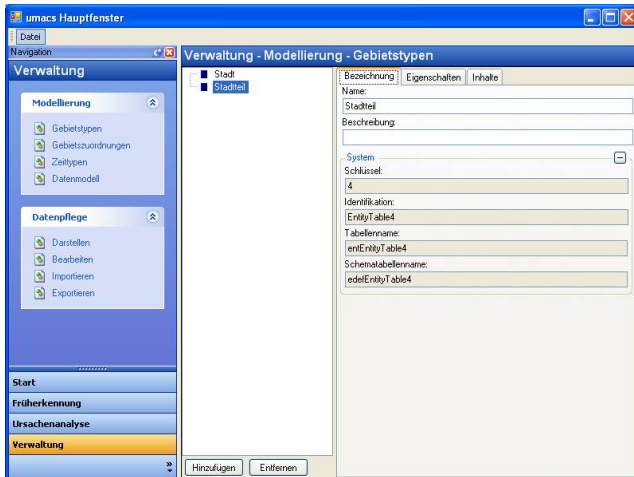 umacs Hauptfenster
Datei
Navigation
Verwaltung
Modellierung
Gebietstypen
Gebietszuordnungen
Zeittypen
Datenmodell
Datenpflege
Darstellen
Bearbeiten
Importieren
Exportieren
Start
Früherkennung
Ursachenanalyse
Verwaltung
Verwaltung - Modellierung - Gebietstypen
Stadt
Stadtteil
Hinzufügen Entfernen
Bezeichnung Eigenschaften Inhalte
Name:
Stadtteil
Beschreibung:
System
Schlüssel:
4
Identifikation:
EntityTable4
Tabellenname:
entEntityTable4
Schematabellenname:
edefEntityTable4